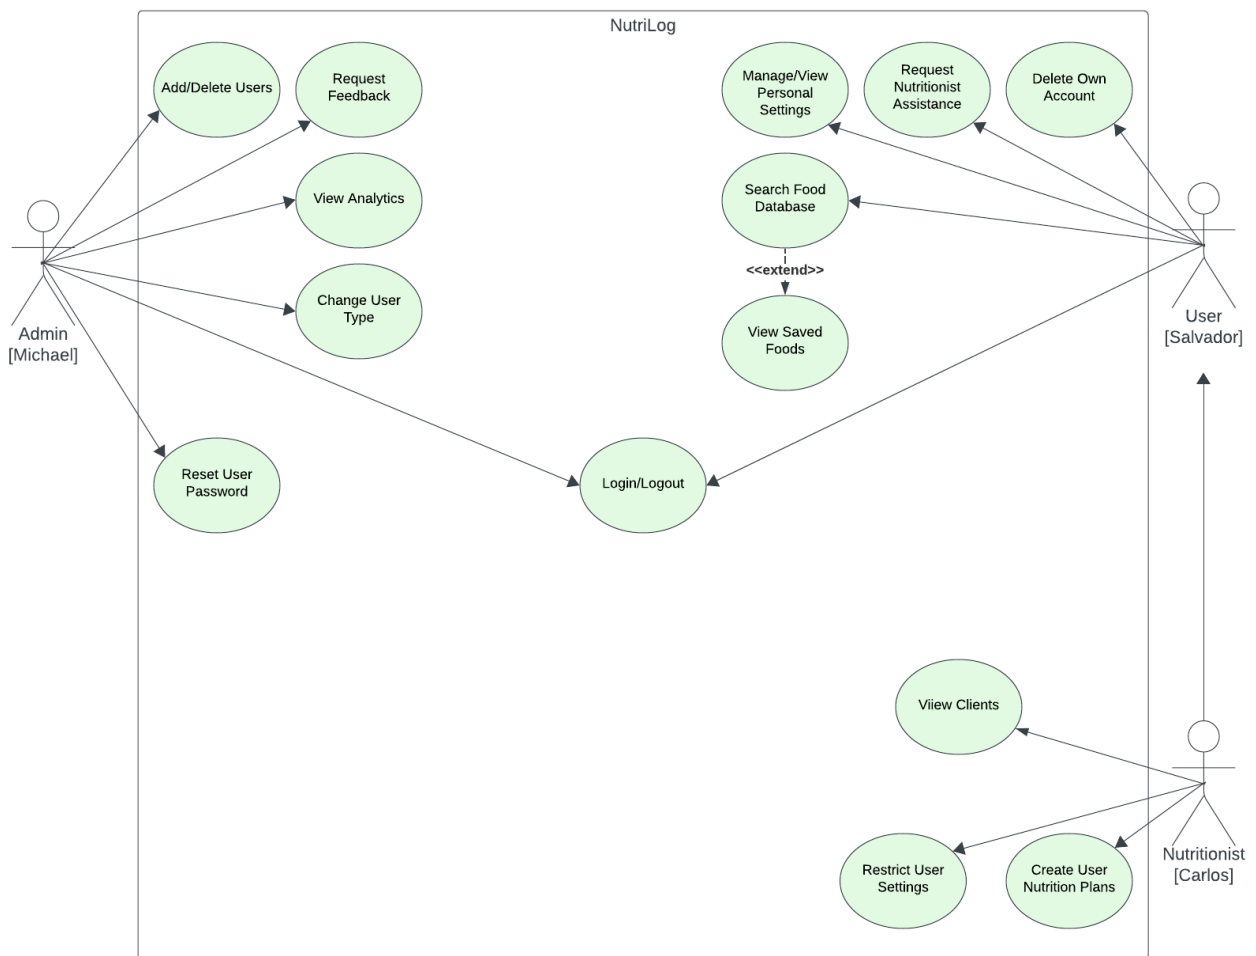 NutriLog
Add/Delete Users
Request
Feedback
Manage/View
Personal
Settings
Request
Nutritionist
Assistance
Delete Own
Account
View Analytics
Search Food
Database
<<extend>>
Change User
Type
View Saved
Foods
Admin
[Michael]
User
[Salvador]
Reset User
Password
Login/Logout
Viiew Clients
Restrict User
Settings
Create User
Nutrition Plans
Nutritionist
[Carlos]